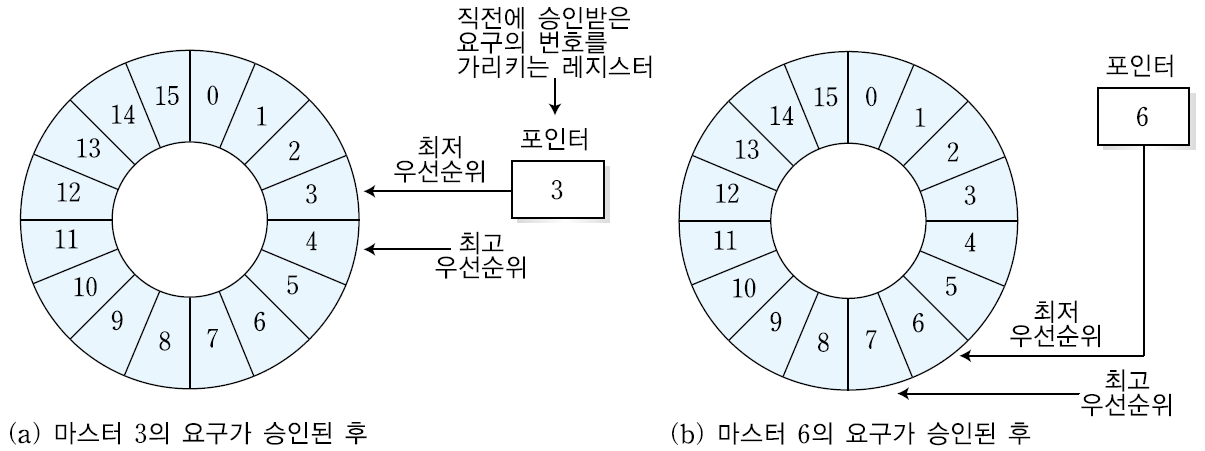 직전에 승인받은
요구의 번호를
가리키는 레지스터
포인터
3
최저
우선순위
최고
우선순위
0
1
2
3
4
5
6
7
8
9
10
11
12
13
14
15
(a) 마스터 3의 요구가 승인된 후
포인터
6
최저
우선순위
최고
우선순위
0
1
2
3
4
5
6
7
8
9
10
11
12
13
14
15
(b) 마스터 6의 요구가 승인된 후